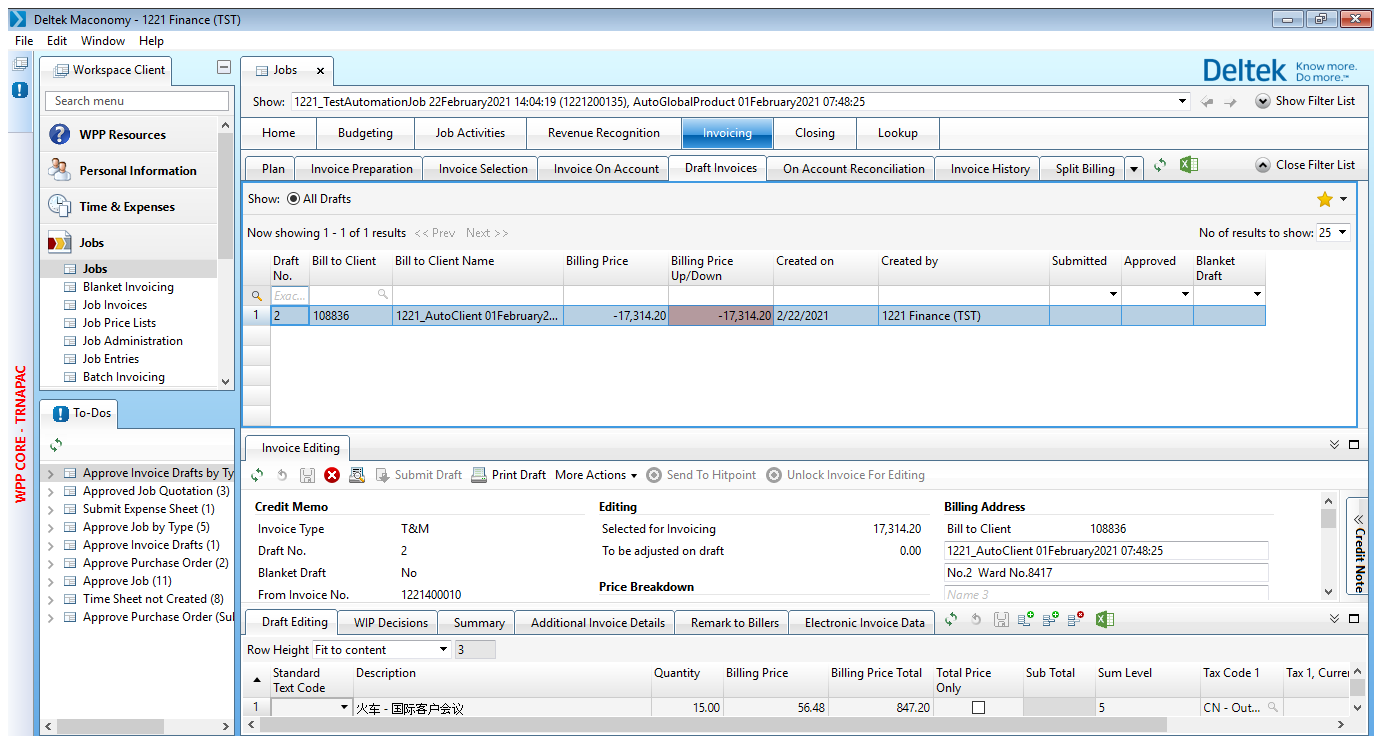 Deltek Maconomy - 1221 Finance (TST)
File Edit Window Help
Workspace Client
Search menu
WPP Resources
Personal Information
Time & Expenses
Jobs
Jobs
Blanket Invoicing
Job Invoices
Job Price Lists
Job Administration
Job Entries
Batch Invoicing
WPP CORE - TRNAPAC
To-Dos
Approve Invoice Drafts by Ty
Approved Job Quotation (3)
Submit Expense Sheet (1)
Approve Job by Type (5)
Approve Invoice Drafts (1)
Approve Purchase Order (2)
Approve Job (11)
Time Sheet not Created (8)
Approve Purchase Order (Sul
Jobs
Deltek Know more. Do more.™
Show: 1221_TestAutomationJob 22February2021 14:04:19 (1221200135), AutoGlobalProduct 01February2021 07:48:25 Show Filter List
Home Budgeting Job Activities Revenue Recognition Invoicing Closing Lookup
Plan Invoice Preparation Invoice Selection Invoice On Account Draft Invoices On Account Reconciliation Invoice History Split Billing Close Filter List
Show: All Drafts
Now showing 1 - 1 of 1 results << Prev Next >> No of results to show: 25
Draft No. Bill to Client Bill to Client Name Billing Price Billing Price Up/Down Created on Created by Submitted Approved Blanket Draft
Exac...
1 2 108836 1221_AutoClient 01February2... -17,314.20 -17,314.20 2/22/2021 1221 Finance (TST)
Invoice Editing
Submit Draft Print Draft More Actions Send To Hitpoint Unlock Invoice For Editing
Credit Memo Editing Billing Address
Invoice Type T&M Selected for Invoicing 17,314.20 Bill to Client 108836
Draft No. 2 To be adjusted on draft 0.00 1221_AutoClient 01February2021 07:48:25
Blanket Draft No Price Breakdown No.2 Ward No.8417
From Invoice No. 1221400010 Name 3
<< Credit Note
Draft Editing WIP Decisions Summary Additional Invoice Details Remark to Billers Electronic Invoice Data
Row Height Fit to content 3
Standard Text Code Description Quantity Billing Price Billing Price Total Total Price Only Sub Total Sum Level Tax Code 1 Tax 1, Curre
1 火车 - 国际客户会议 15.00 56.48 847.20 5 CN - Out...